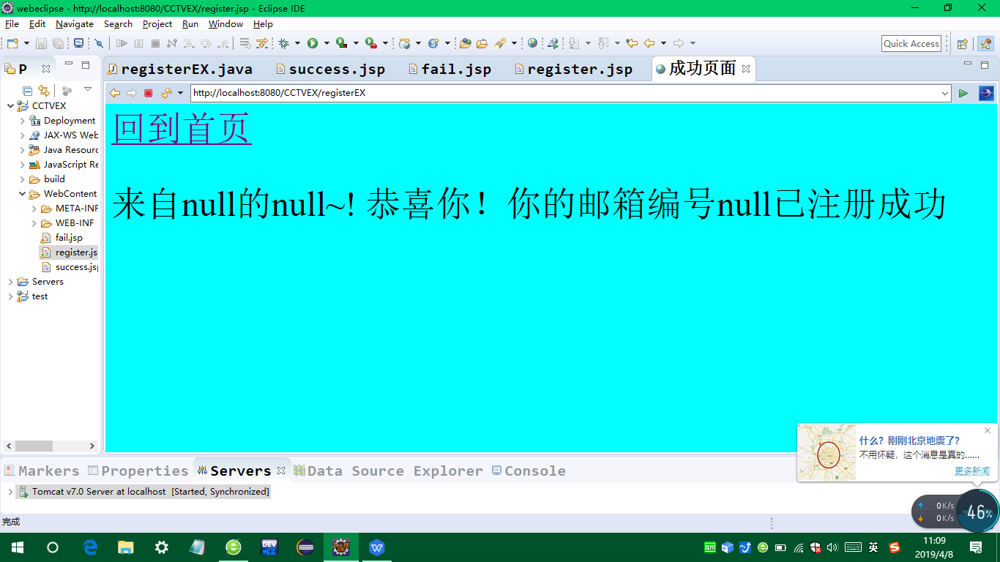 webeclipse - http://localhost:8080/CCTVEX/register.jsp - Eclipse IDE
File Edit Navigate Search Project Run Window Help
Quick Access
P
registerEX.java
success.jsp
fail.jsp
register.jsp
成功页面
http://localhost:8080/CCTVEX/registerEX
CCTVEX
Deployment
JAX-WS Web
Java Resourc
JavaScript Re
build
WebContent
META-INF
WEB-INF
fail.jsp
register.js
success.jsp
Servers
test
回到首页
来自null的null~! 恭喜你！你的邮箱编号null已注册成功
什么？刚刚北京地震了?
不用怀疑，这个消息是真的......
更多新闻
Markers Properties Servers Data Source Explorer Console
Tomcat v7.0 Server at localhost [Started, Synchronized]
0K/s
0K/s
46%
完成
DEV
英
11:09
2019/4/8